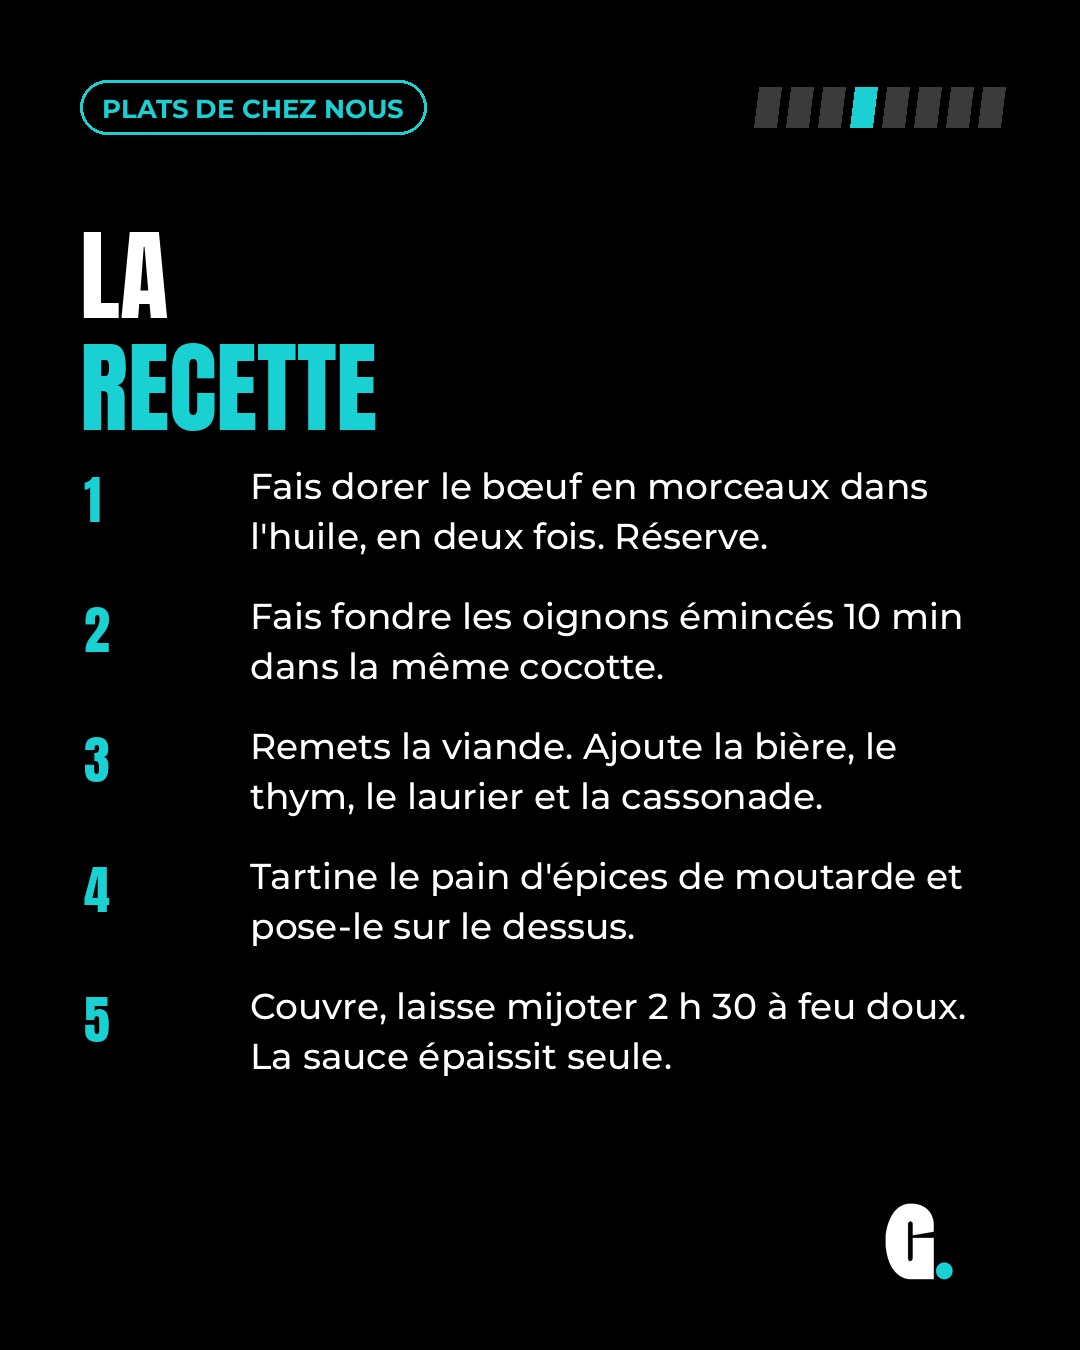 PLATS DE CHEZ NOUS
LA
RECETTE
1
Fais dorer le bœuf en morceaux dans
l'huile, en deux fois. Réserve.
2
Fais fondre les oignons émincés 10 min
dans la même cocotte.
3
Remets la viande. Ajoute la bière, le
thym, le laurier et la cassonade.
4
Tartine le pain d'épices de moutarde et
pose-le sur le dessus.
5
Couvre, laisse mijoter 2 h 30 à feu doux.
La sauce épaissit seule.
G.